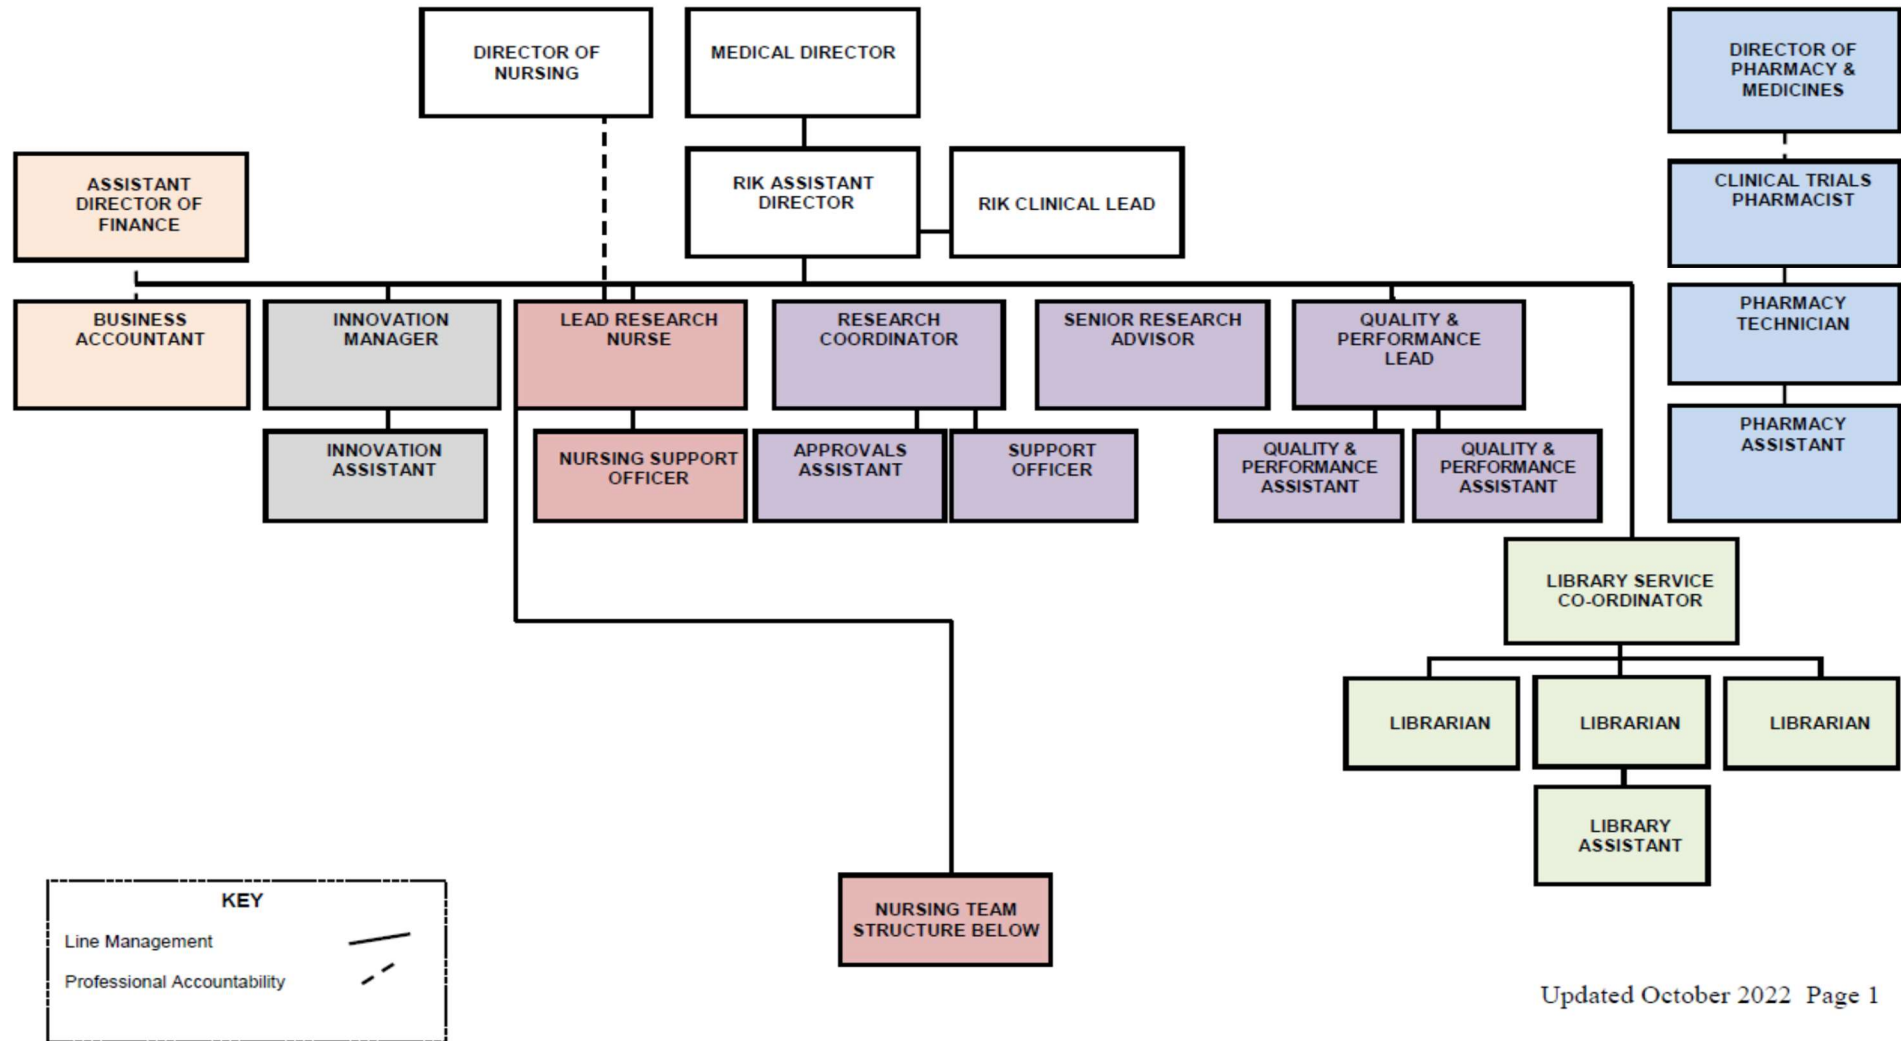 DIRECTOR OF
NURSING
MEDICAL DIRECTOR
DIRECTOR OF
PHARMACY &
MEDICINES
ASSISTANT
DIRECTOR OF
FINANCE
RIK ASSISTANT
DIRECTOR
RIK CLINICAL LEAD
CLINICAL TRIALS
PHARMACIST
BUSINESS
ACCOUNTANT
INNOVATION
MANAGER
LEAD RESEARCH
NURSE
RESEARCH
COORDINATOR
SENIOR RESEARCH
ADVISOR
QUALITY &
PERFORMANCE
LEAD
PHARMACY
TECHNICIAN
INNOVATION
ASSISTANT
NURSING SUPPORT
OFFICER
APPROVALS
ASSISTANT
SUPPORT
OFFICER
QUALITY &
PERFORMANCE
ASSISTANT
QUALITY &
PERFORMANCE
ASSISTANT
PHARMACY
ASSISTANT
LIBRARY SERVICE
CO-ORDINATOR
LIBRARIAN
LIBRARIAN
LIBRARIAN
LIBRARY
ASSISTANT
NURSING TEAM
STRUCTURE BELOW
KEY
Line Management
Professional Accountability
Updated October 2022 Page 1